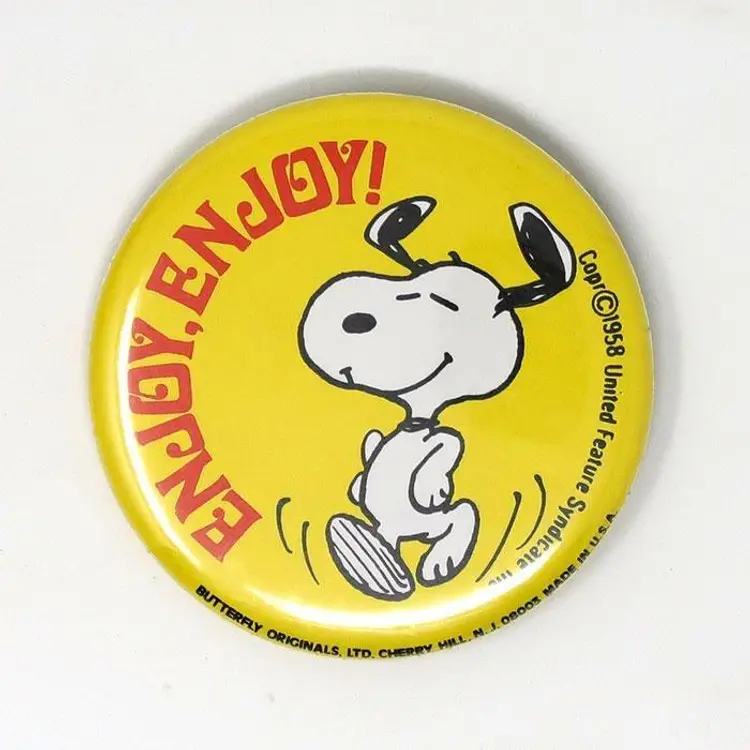 ENJOY, ENJOY!
Copr©1958 United Feature Syndicate Inc
BUTTERFLY ORIGINALS, LTD. CHERRY HILL, N.J. 08003 MADE IN U.S.A.